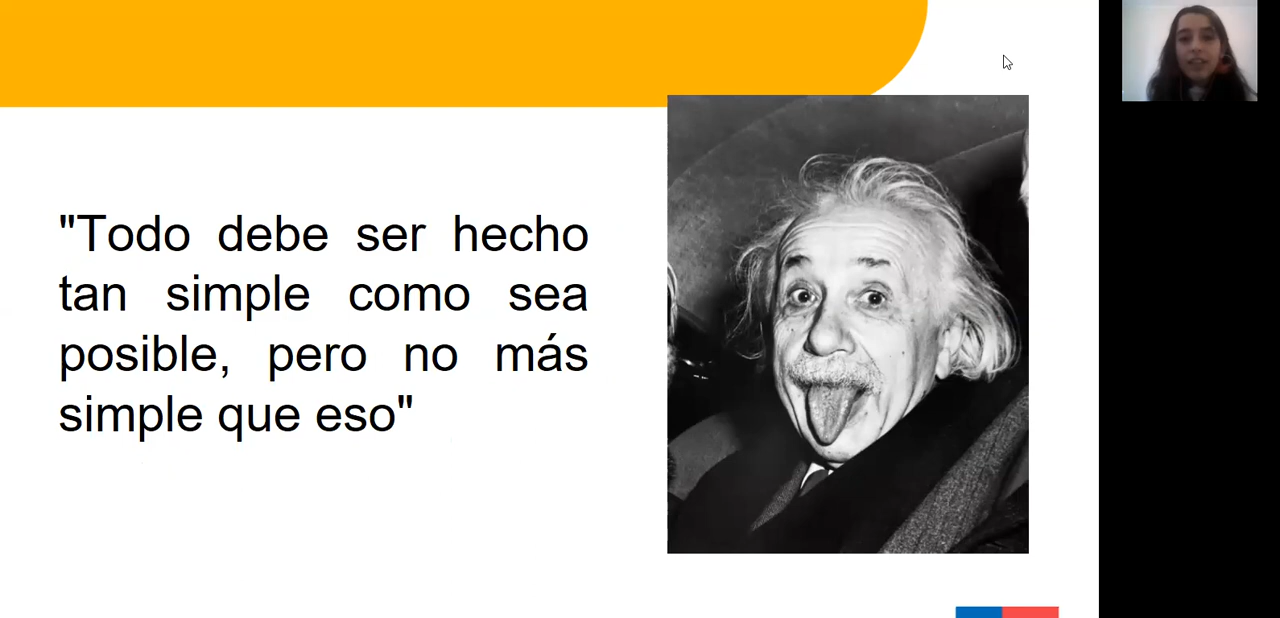 "Todo debe ser hecho
tan simple como sea
posible, pero no más
simple que eso"